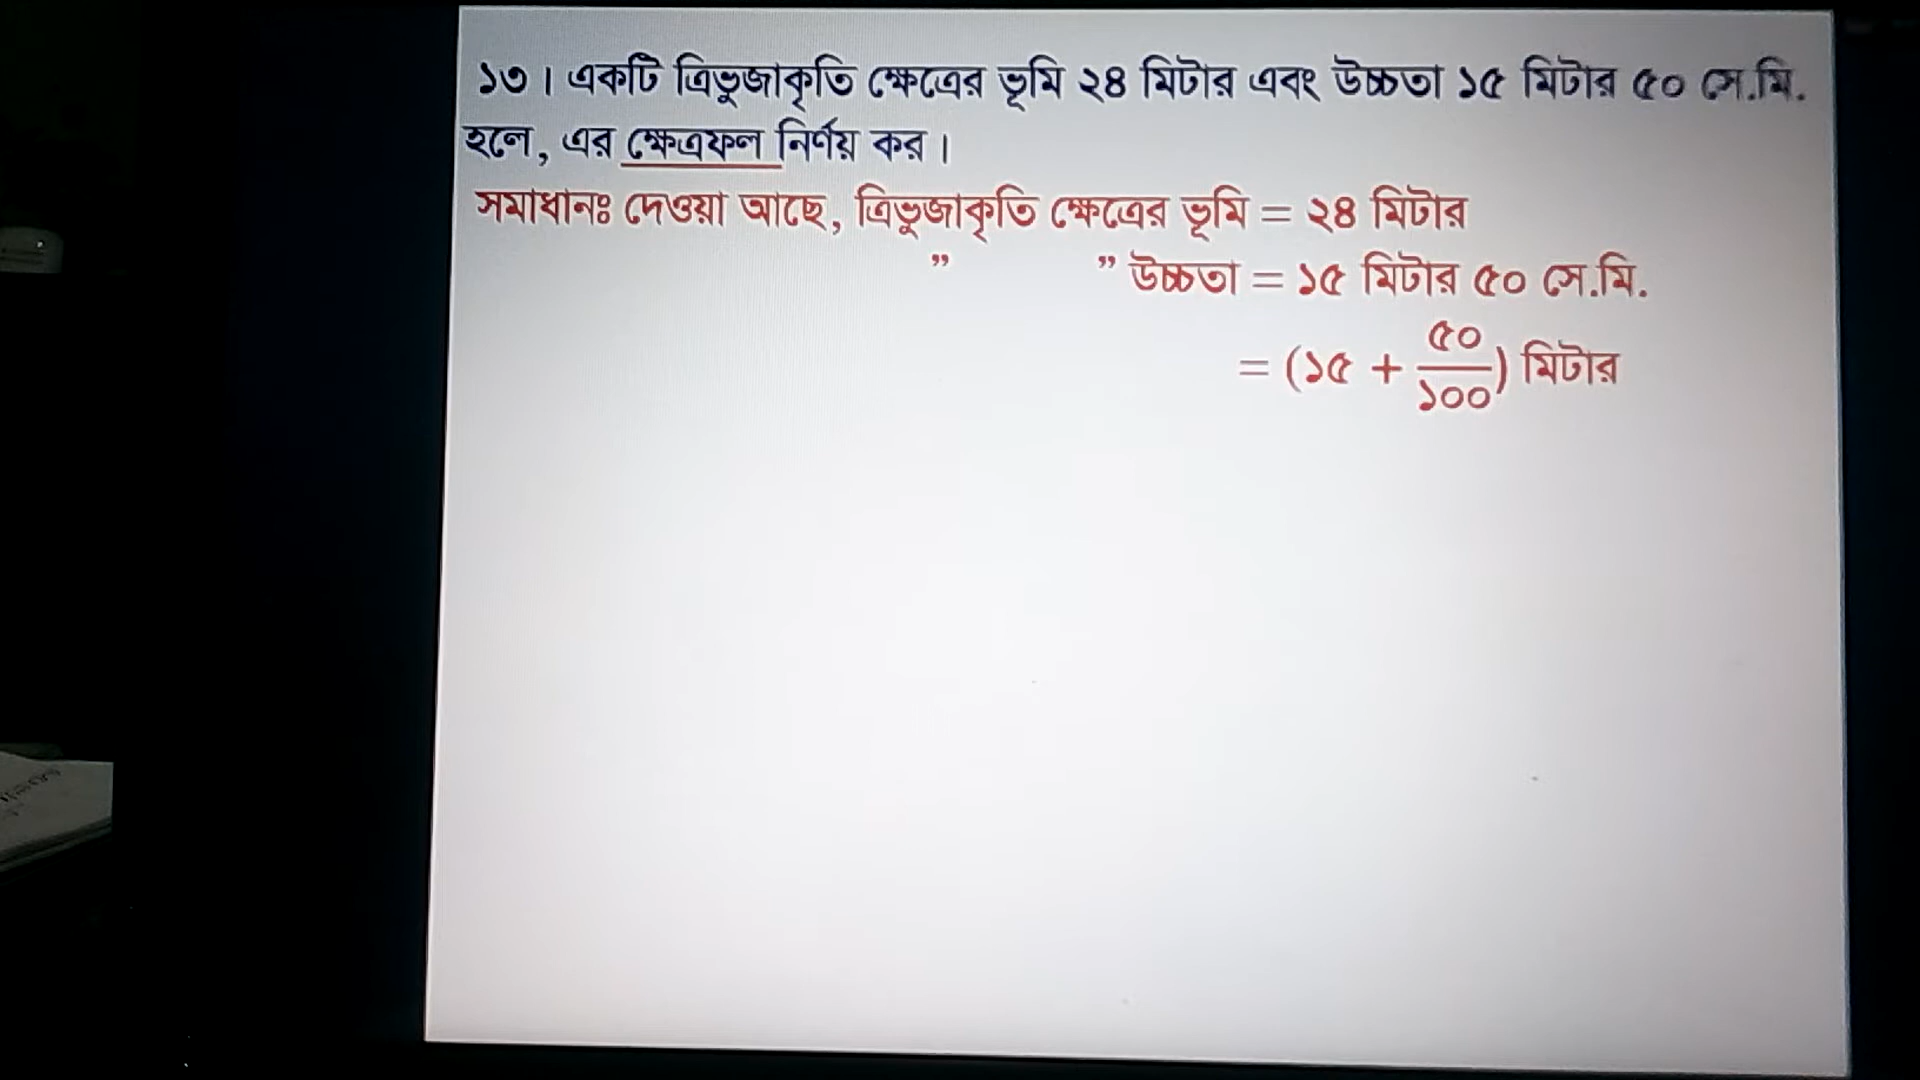 ১৩। একটি ত্রিভুজাকৃতি ক্ষেত্রের ভূমি ২৪ মিটার এবং উচ্চতা ১৫ মিটার ৫০ সে.মি.
হলে, এর ক্ষেত্রফল নির্ণয় কর।
সমাধানঃ দেওয়া আছে, ত্রিভুজাকৃতি ক্ষেত্রের ভূমি = ২৪ মিটার
” ” উচ্চতা = ১৫ মিটার ৫০ সে.মি.
= (১৫ + ৫০/১০০) মিটার